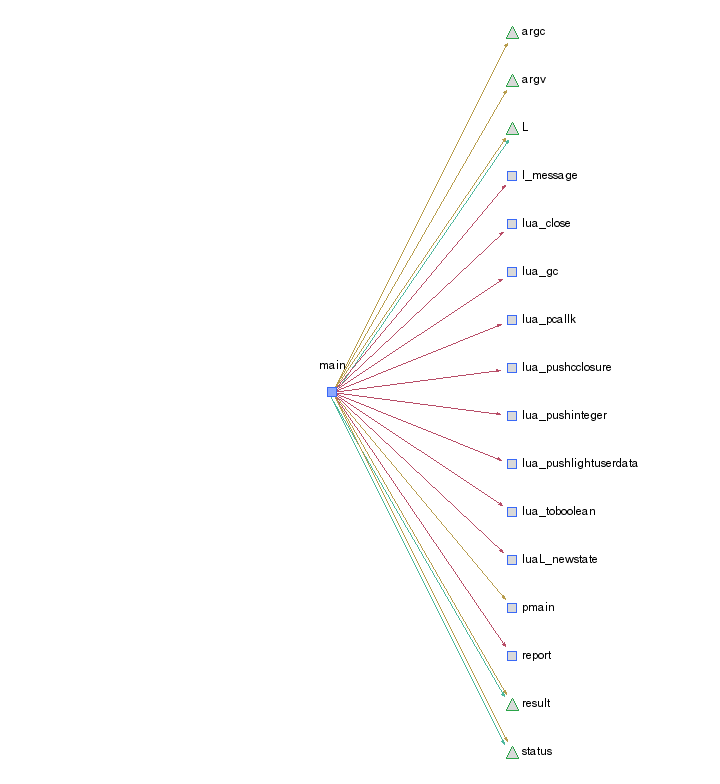 argc
argv
L
l_message
lua_close
lua_gc
lua_pcallk
main
lua_pushcclosure
lua_pushinteger
lua_pushlightuserdata
lua_toboolean
luaL_newstate
pmain
report
result
status